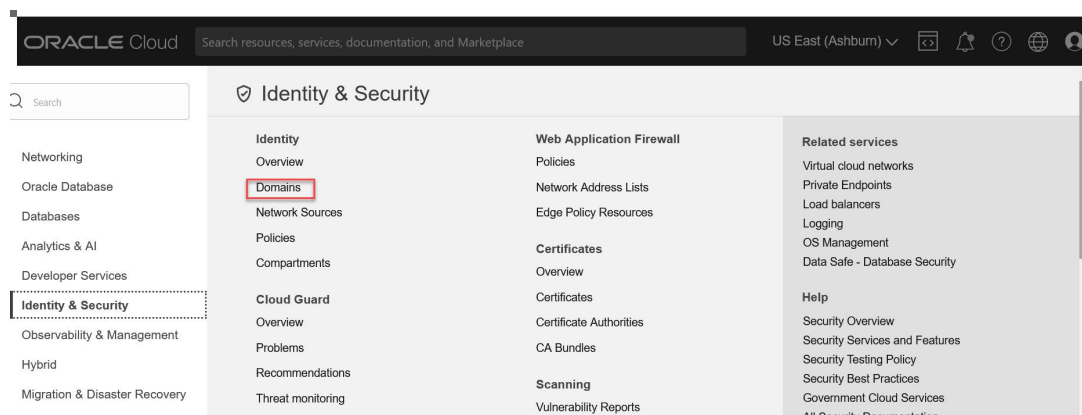 ORACLE Cloud
Search resources, services, documentation, and Marketplace
US East (Ashburn)
Search
Networking
Oracle Database
Databases
Analytics & AI
Developer Services
Identity & Security
Observability & Management
Hybrid
Migration & Disaster Recovery
Identity & Security
Identity
Overview
Domains
Network Sources
Policies
Compartments
Cloud Guard
Overview
Problems
Recommendations
Threat monitoring
Web Application Firewall
Policies
Network Address Lists
Edge Policy Resources
Certificates
Overview
Certificates
Certificate Authorities
CA Bundles
Scanning
Vulnerability Reports
Related services
Virtual cloud networks
Private Endpoints
Load balancers
Logging
OS Management
Data Safe - Database Security
Help
Security Overview
Security Services and Features
Security Testing Policy
Security Best Practices
Government Cloud Services
All Security Documentation